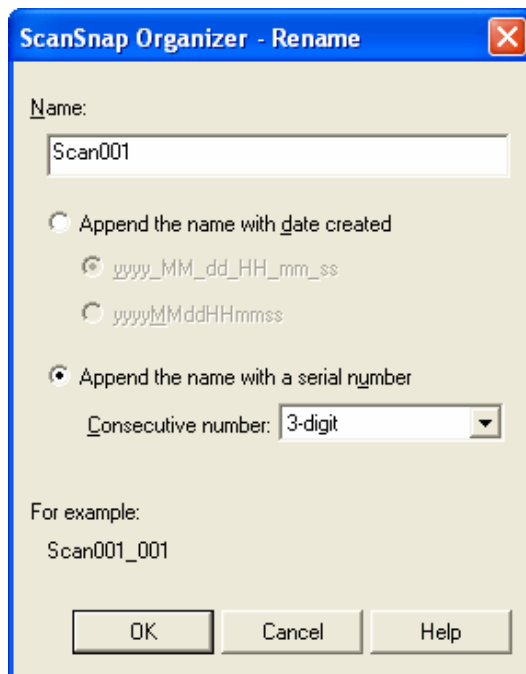 ScanSnap Organizer - Rename
Name:
Scan001
Append the name with date created
yyyy_MM_dd_HH_mm_ss
yyyyMMddHHmmss
Append the name with a serial number
Consecutive number: 3-digit
For example:
Scan001_001
OK Cancel Help